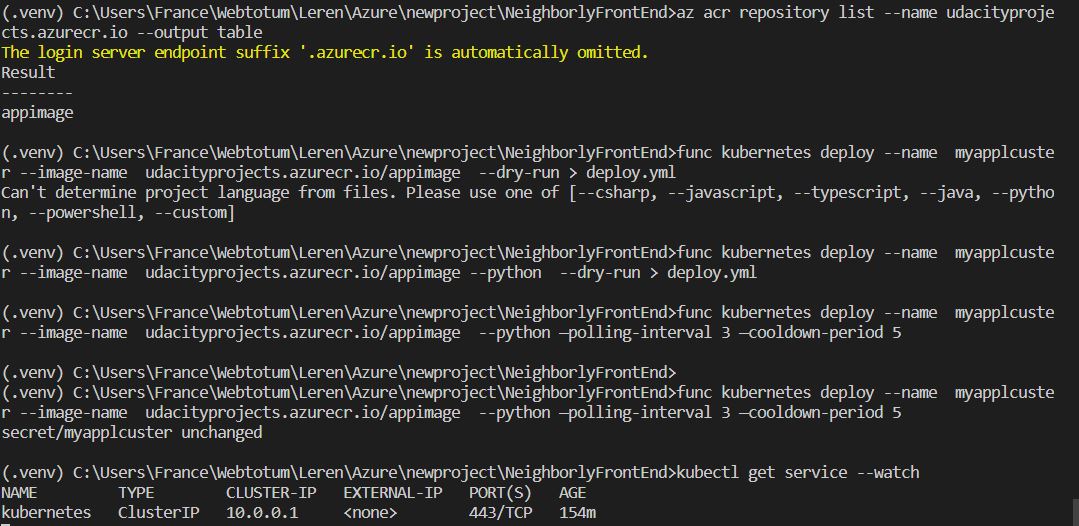 (.venv) C:\Users\France\Webtotum\Leren\Azure\newproject\NeighborlyFrontEnd>az acr repository list --name udacityproje
cts.azurecr.io --output table
The login server endpoint suffix '.azurecr.io' is automatically omitted.
Result
--------
appimage
(.venv) C:\Users\France\Webtotum\Leren\Azure\newproject\NeighborlyFrontEnd>func kubernetes deploy --name  myapplcuste
r --image-name  udacityprojects.azurecr.io/appimage  --dry-run > deploy.yml
Can't determine project language from files. Please use one of [--csharp, --javascript, --typescript, --java, --pytho
n, --powershell, --custom]
(.venv) C:\Users\France\Webtotum\Leren\Azure\newproject\NeighborlyFrontEnd>func kubernetes deploy --name  myapplcuste
r --image-name  udacityprojects.azurecr.io/appimage --python  --dry-run > deploy.yml
(.venv) C:\Users\France\Webtotum\Leren\Azure\newproject\NeighborlyFrontEnd>func kubernetes deploy --name  myapplcuste
r --image-name  udacityprojects.azurecr.io/appimage  --python —polling-interval 3 —cooldown-period 5
(.venv) C:\Users\France\Webtotum\Leren\Azure\newproject\NeighborlyFrontEnd>
(.venv) C:\Users\France\Webtotum\Leren\Azure\newproject\NeighborlyFrontEnd>func kubernetes deploy --name  myapplcuste
r --image-name  udacityprojects.azurecr.io/appimage  --python —polling-interval 3 —cooldown-period 5
secret/myapplcuster unchanged
(.venv) C:\Users\France\Webtotum\Leren\Azure\newproject\NeighborlyFrontEnd>kubectl get service --watch
NAME         TYPE        CLUSTER-IP   EXTERNAL-IP   PORT(S)   AGE
kubernetes   ClusterIP   10.0.0.1     <none>        443/TCP   154m